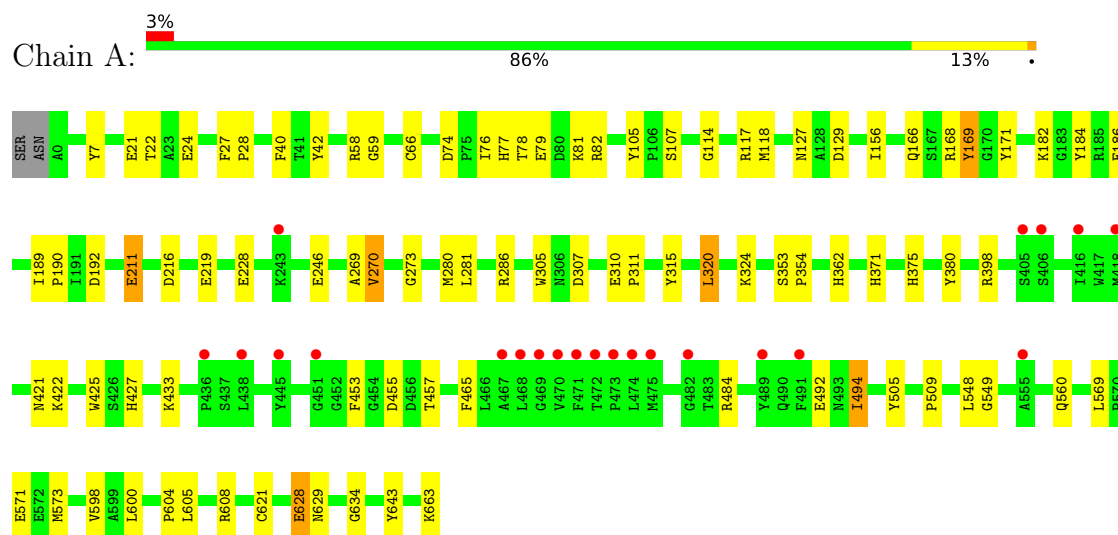 3%
Chain A:
86% 13% •
SER ASN A0 Y7 E21 T22 A23 E24 F27 P28 F40 T41 Y42 R58 G59 C66 D74 P75 I76 H77 T78 E79 D80 K81 R82 Y105 P106 S107 G114 R117 M118 N127 A128 D129 I156 Q166 S167 R168 Y169 G170 Y171 K182 G183 Y184 R185
I189 P190 I191 D192 E211 D216 E219 E228 K243 E246 A269 V270 G273 M280 L281 R286 W305 N306 D307 E310 P311 Y315 L320 K324 S353 P354 H362 H371 H375 Y380 R398 S405 S406 I416 W417 M418
N421 K422 W425 S426 H427 K433 P436 S437 L438 Y445 G451 G452 F453 G454 D455 D456 T457 F465 L466 A467 L468 G469 V470 F471 T472 P473 L474 M475 G482 T483 R484 Y489 Q490 F491 E492 N493 I494 Y505 P509 L548 G549 A555 Q560 L569
E571 E572 M573 V598 A599 L600 P604 L605 R608 C621 E628 N629 G634 Y643 K663